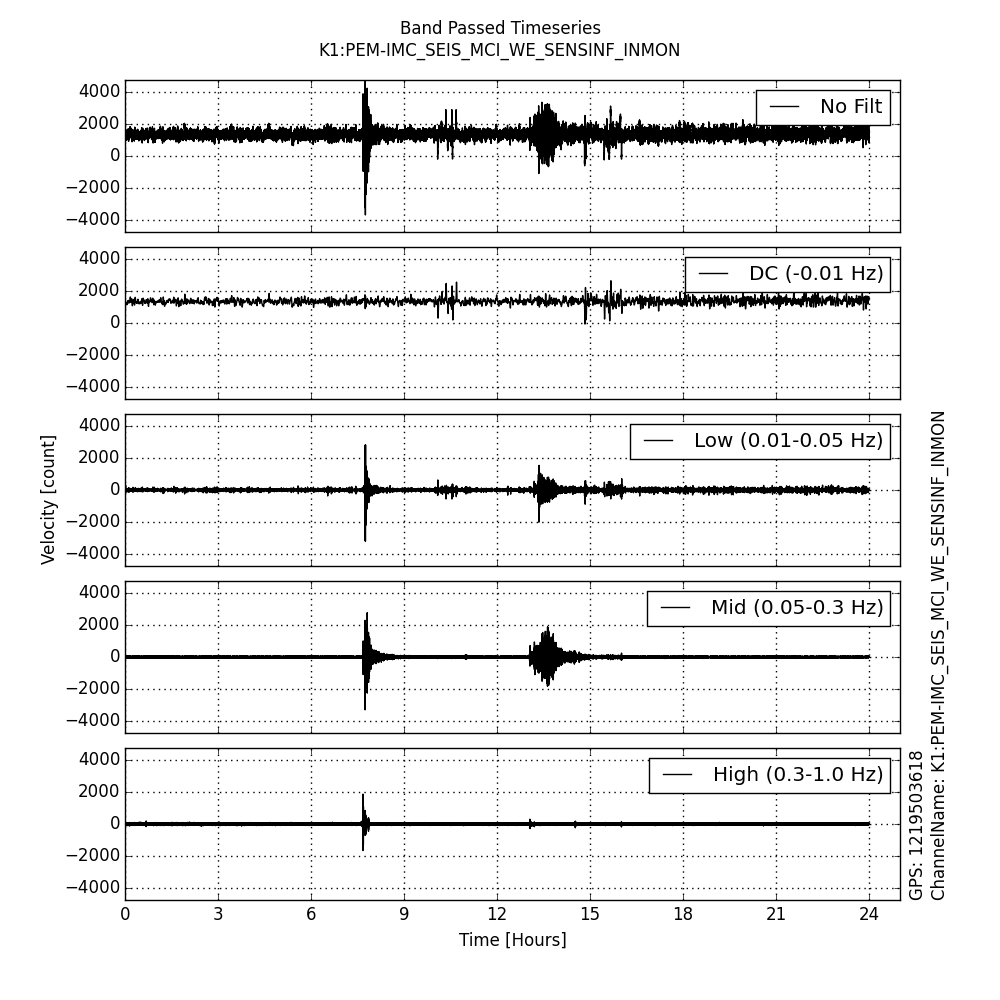 Band Passed Timeseries
K1:PEM-IMC_SEIS_MCI_WE_SENSINF_INMON
4000
2000
0
−2000
−4000
No Filt
4000
2000
0
−2000
−4000
DC (-0.01 Hz)
4000
2000
0
−2000
−4000
Low (0.01-0.05 Hz)
4000
2000
0
−2000
−4000
Mid (0.05-0.3 Hz)
4000
2000
0
−2000
−4000
High (0.3-1.0 Hz)
0 3 6 9 12 15 18 21 24
Time [Hours]
Velocity [count]
GPS: 1219503618
ChannelName: K1:PEM-IMC_SEIS_MCI_WE_SENSINF_INMON